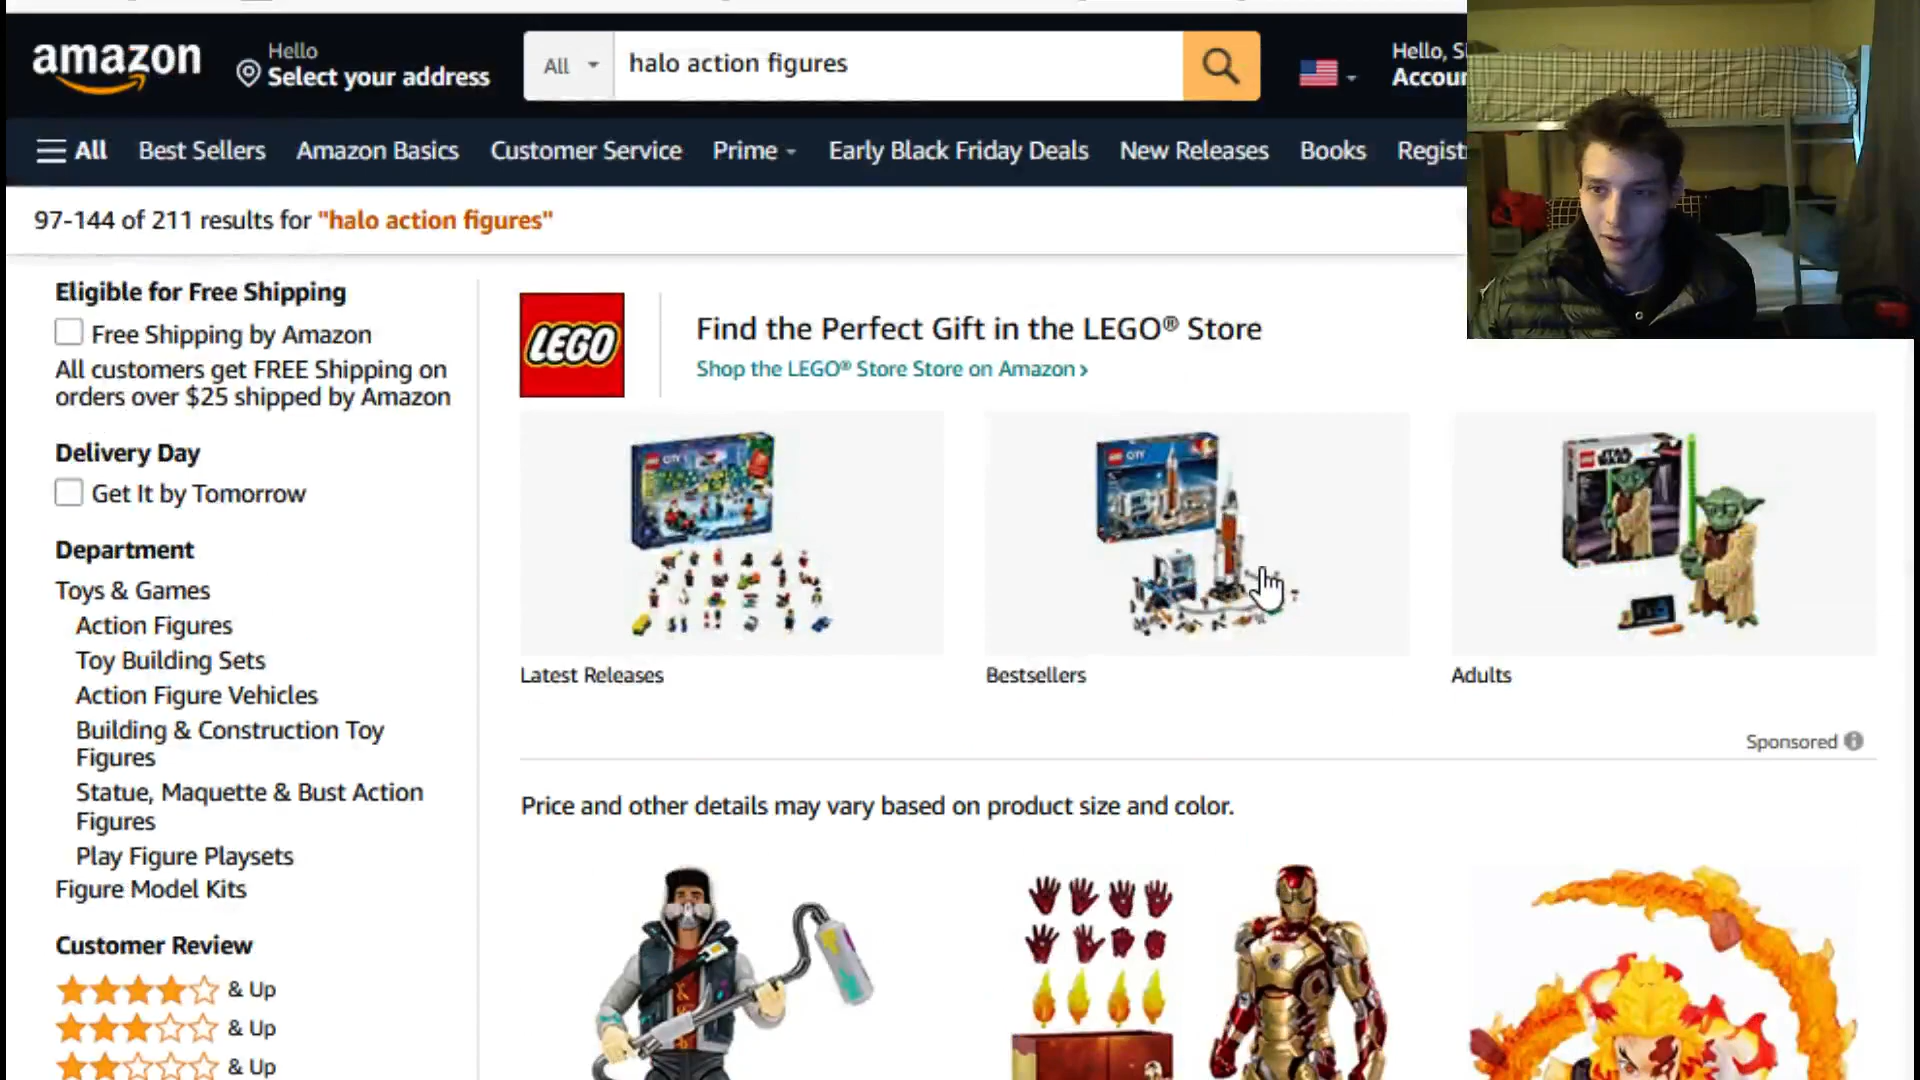 amazon
Hello
Select your address
All
halo action figures
Hello, S
Accoun
All
Best Sellers
Amazon Basics
Customer Service
Prime
Early Black Friday Deals
New Releases
Books
Regist
97-144 of 211 results for "halo action figures"
Eligible for Free Shipping
Free Shipping by Amazon
All customers get FREE Shipping on
orders over $25 shipped by Amazon
Delivery Day
Get It by Tomorrow
Department
Toys & Games
Action Figures
Toy Building Sets
Action Figure Vehicles
Building & Construction Toy
Figures
Statue, Maquette & Bust Action
Figures
Play Figure Playsets
Figure Model Kits
Customer Review
& Up
& Up
& Up
LEGO
Find the Perfect Gift in the LEGO® Store
Shop the LEGO® Store Store on Amazon ›
CITY
CITY
STAR WARS
Latest Releases
Bestsellers
Adults
Sponsored
Price and other details may vary based on product size and color.